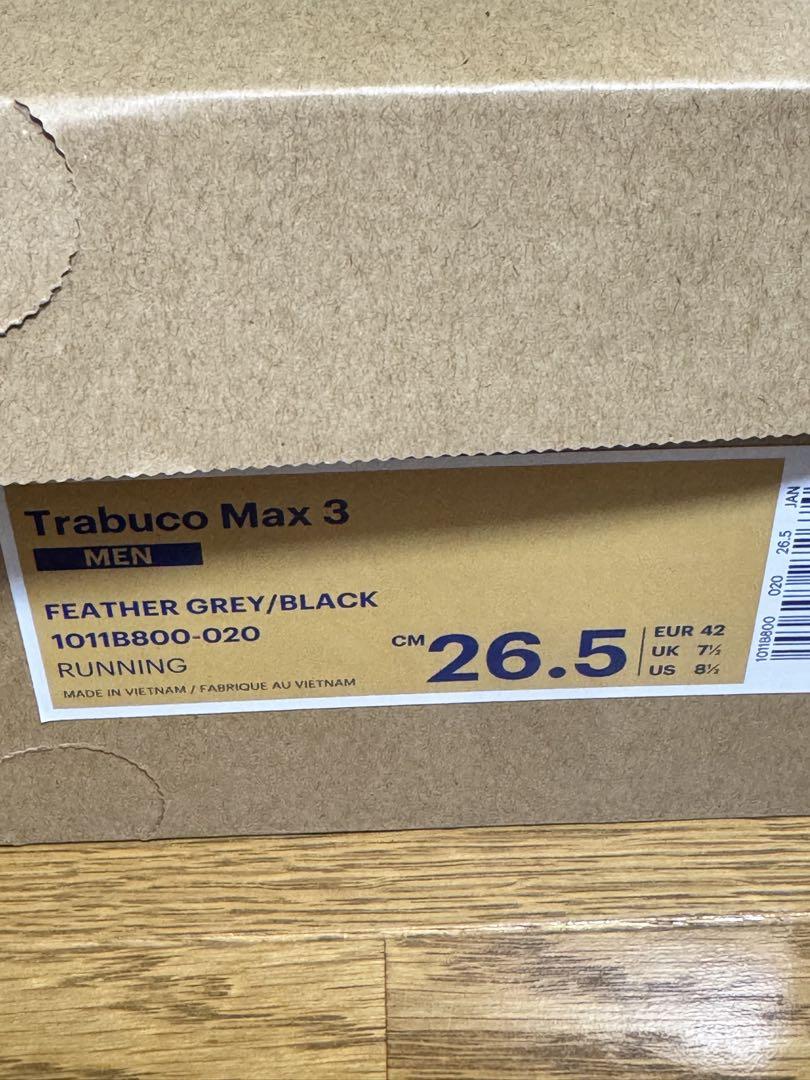 Trabuco Max 3
MEN
FEATHER GREY/BLACK
1011B800-020
RUNNING
MADE IN VIETNAM / FABRIQUE AU VIETNAM
CM 26.5
EUR 42
UK 7½
US 8½
1011B800 020 26.5 JAN